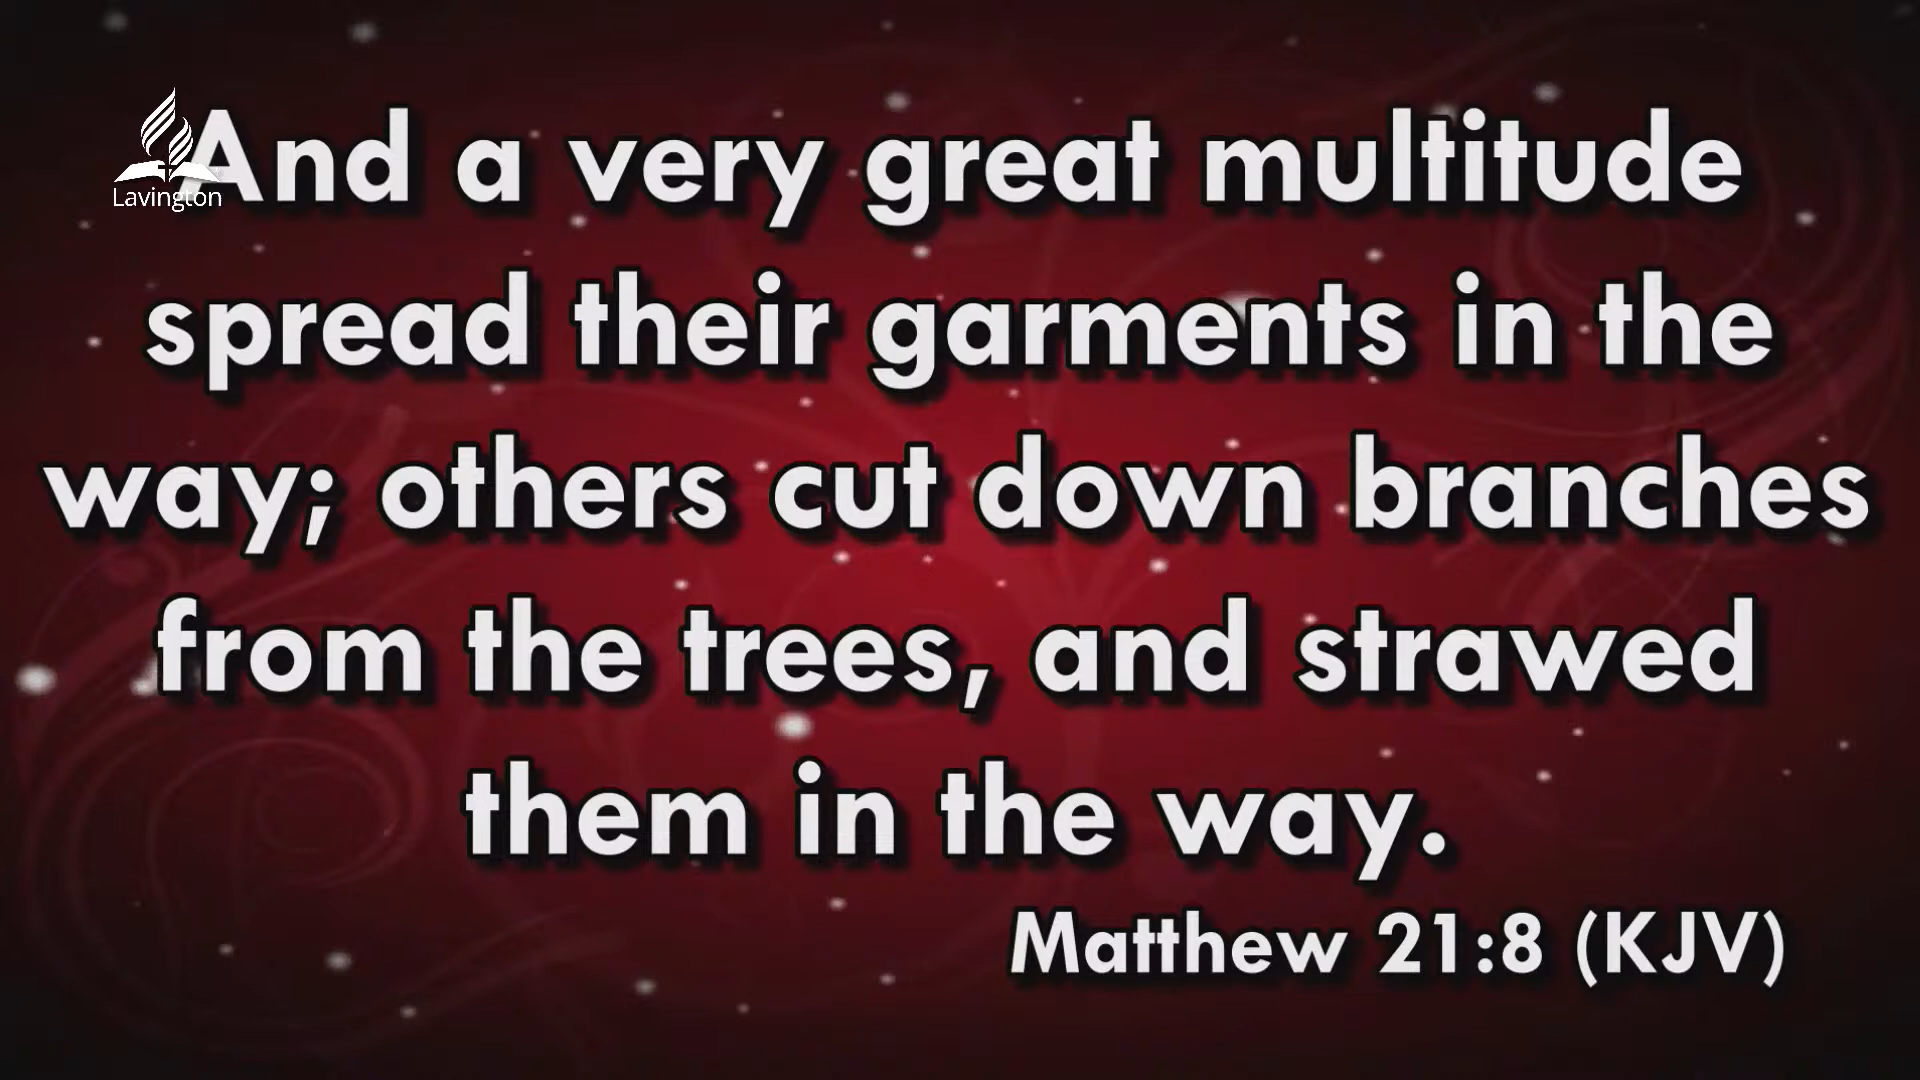 And a very great multitude
Lavington
spread their garments in the
way; others cut down branches
from the trees, and strawed
them in the way.
Matthew 21:8 (KJV)